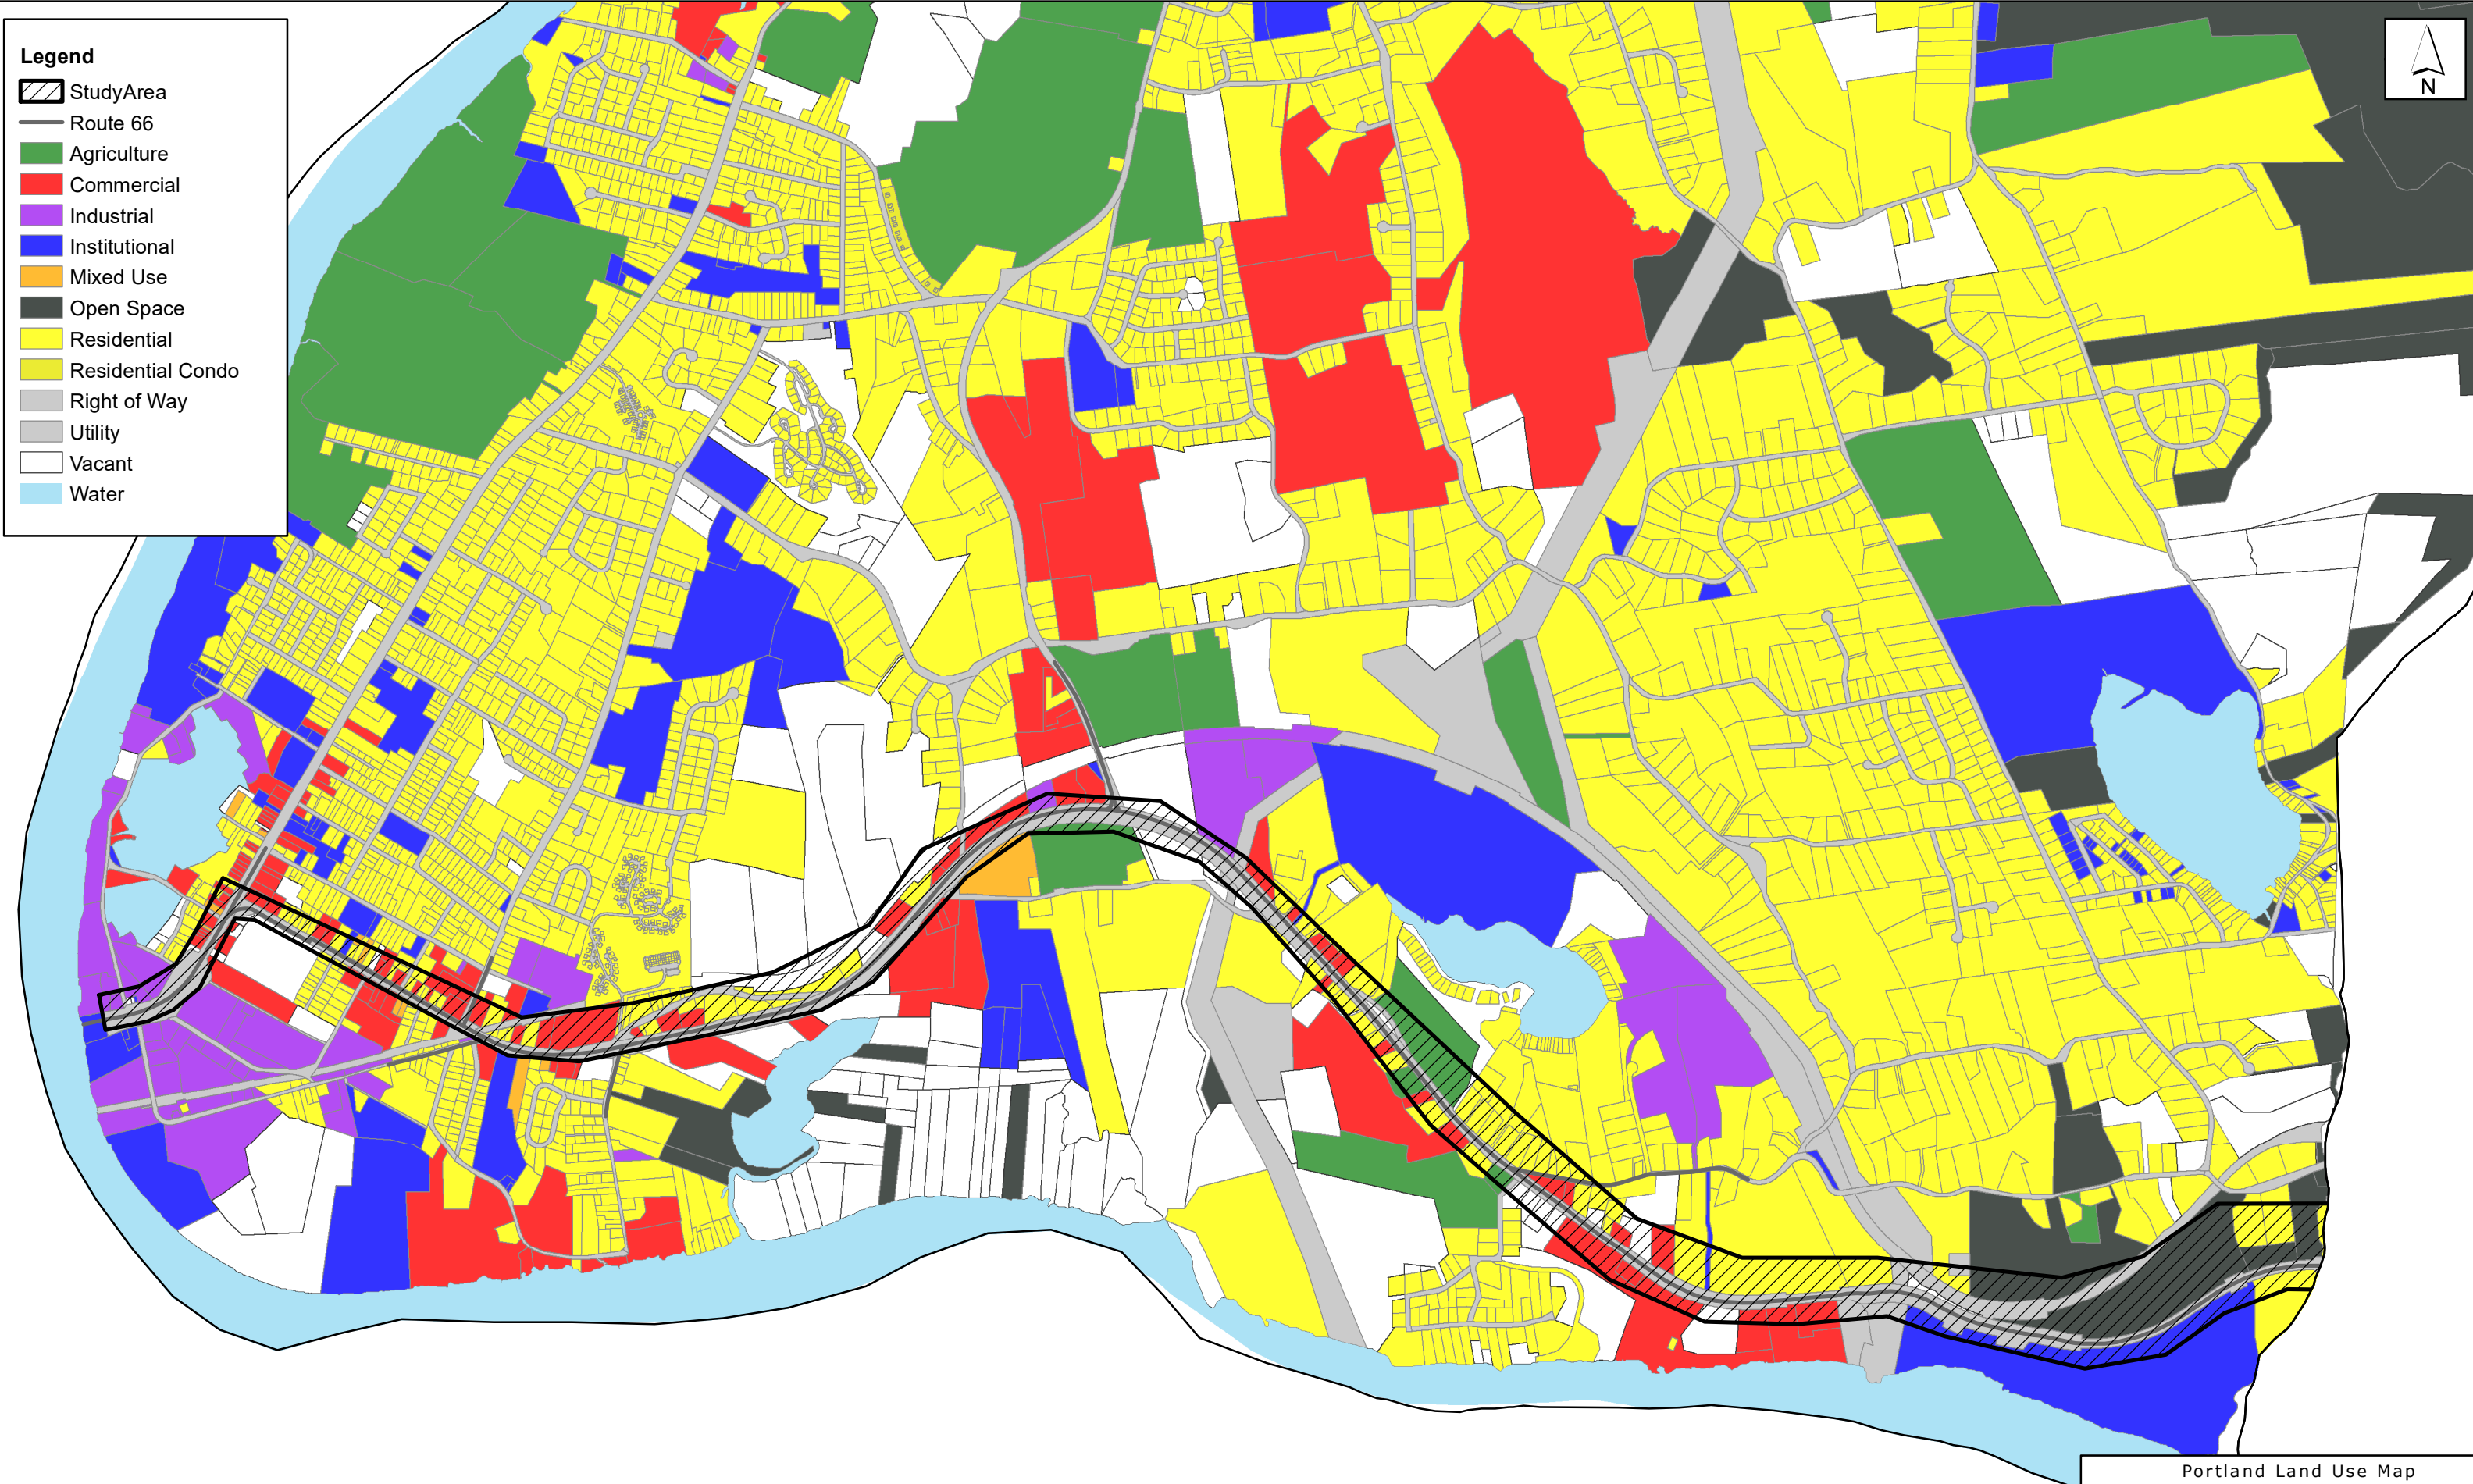 Legend
StudyArea
Route 66
Agriculture
Commercial
Industrial
Institutional
Mixed Use
Open Space
Residential
Residential Condo
Right of Way
Utility
Vacant
Water
N
Portland Land Use Map